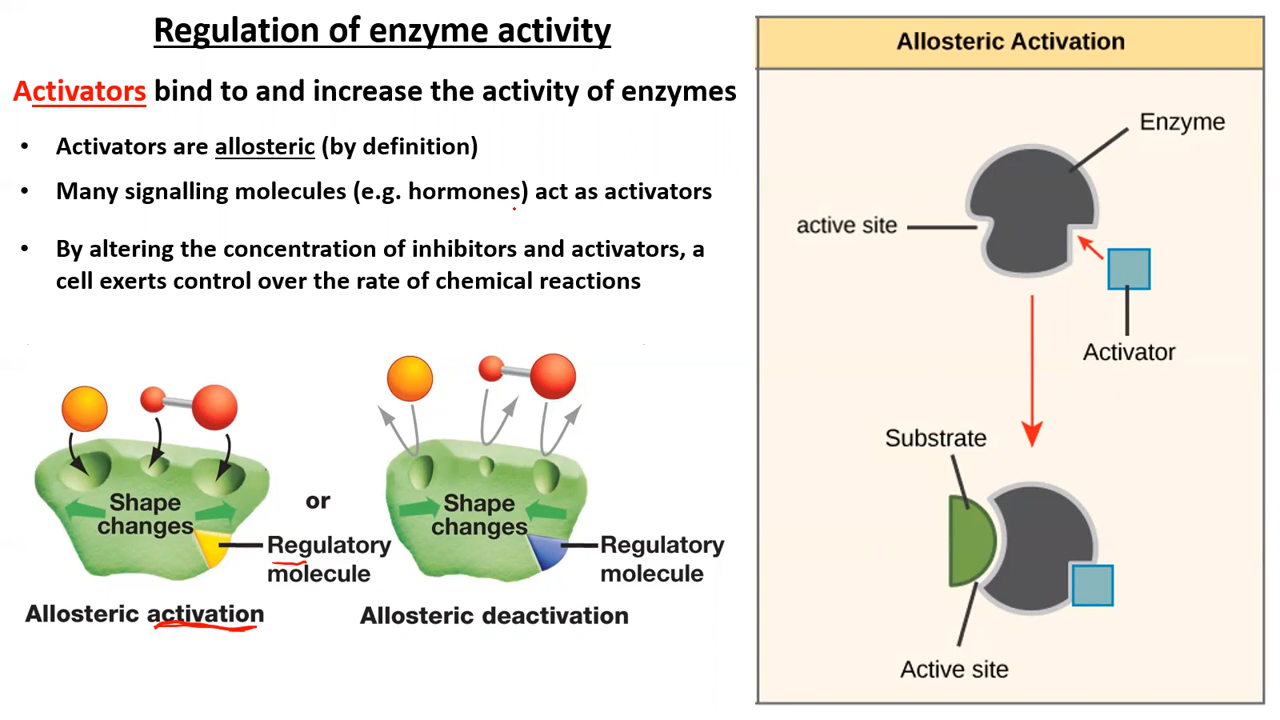 Regulation of enzyme activity
Activators bind to and increase the activity of enzymes
• Activators are allosteric (by definition)
• Many signalling molecules (e.g. hormones) act as activators
• By altering the concentration of inhibitors and activators, a
cell exerts control over the rate of chemical reactions
Shape
changes
Regulatory
molecule
Allosteric activation
or
Shape
changes
Regulatory
molecule
Allosteric deactivation
Allosteric Activation
Enzyme
active site
Activator
Substrate
Active site